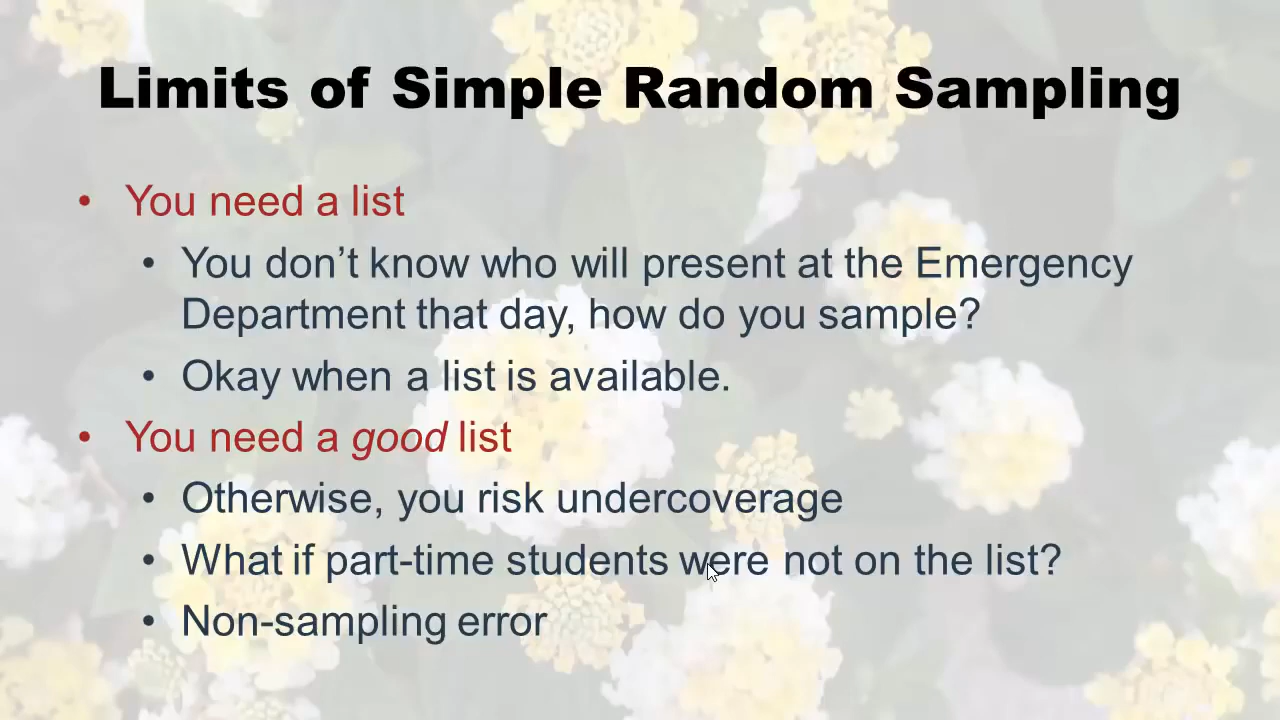 Limits of Simple Random Sampling
• You need a list
• You don’t know who will present at the Emergency
Department that day, how do you sample?
• Okay when a list is available.
• You need a good list
• Otherwise, you risk undercoverage
• What if part-time students were not on the list?
• Non-sampling error